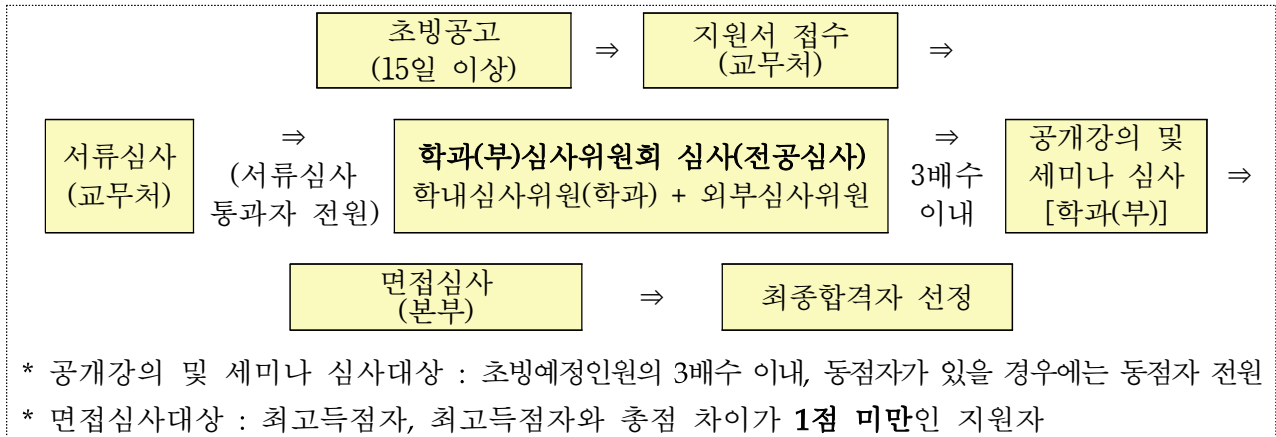 초빙공고
(15일 이상)
⇒
지원서 접수
(교무처)
⇒
서류심사
(교무처)
⇒
(서류심사
통과자 전원)
학과(부)심사위원회 심사(전공심사)
학내심사위원(학과) + 외부심사위원
⇒
3배수
이내
공개강의 및
세미나 심사
[학과(부)]
⇒
면접심사
(본부)
⇒
최종합격자 선정
* 공개강의 및 세미나 심사대상 : 초빙예정인원의 3배수 이내, 동점자가 있을 경우에는 동점자 전원
* 면접심사대상 : 최고득점자, 최고득점자와 총점 차이가 1점 미만인 지원자